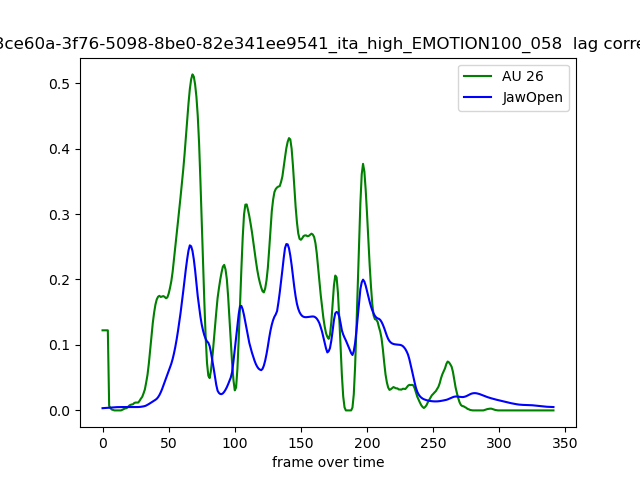 3ce60a-3f76-5098-8be0-82e341ee9541_ita_high_EMOTION100_058 lag corre
AU 26
JawOpen
0.5
0.4
0.3
0.2
0.1
0.0
0 50 100 150 200 250 300 350
frame over time